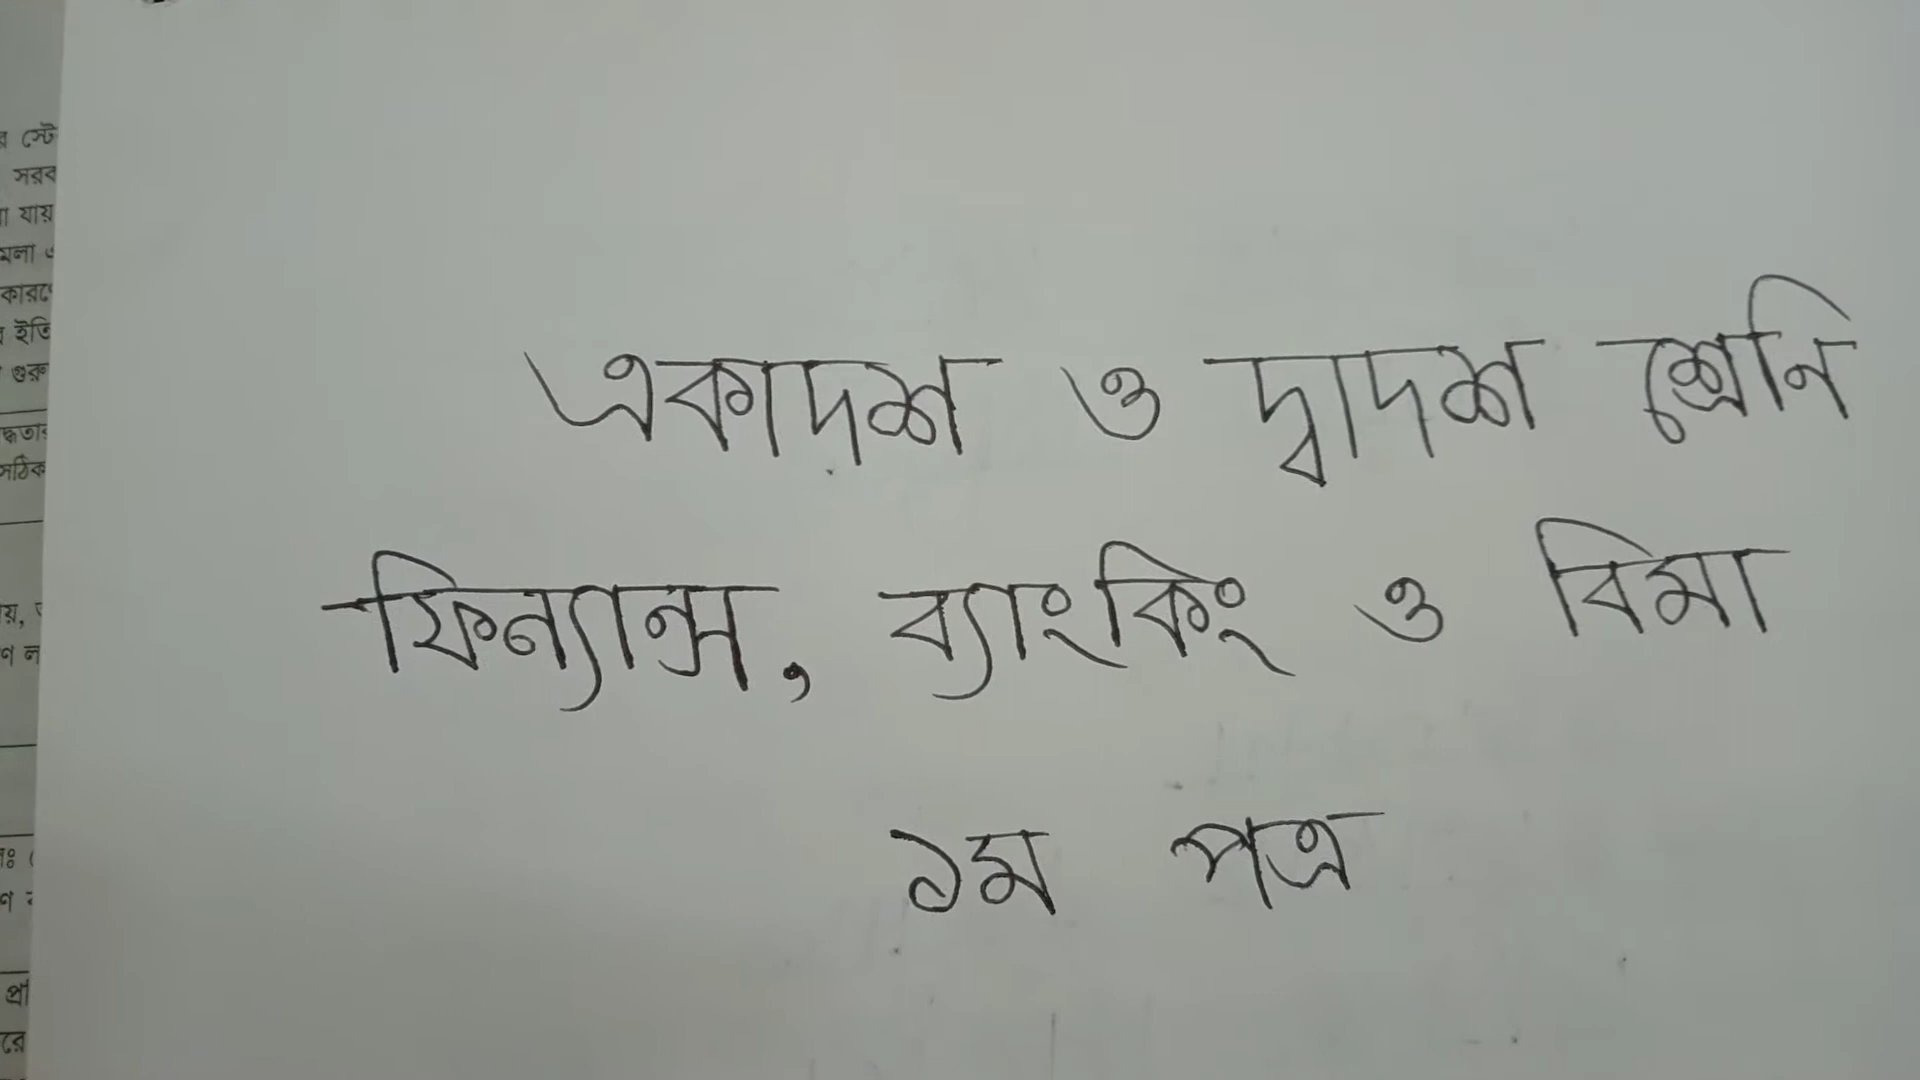 একাদশ ও দ্বাদশ শ্রেনি
ফিন্যান্স, ব্যাংকিং ও বিমা
১ম পত্র